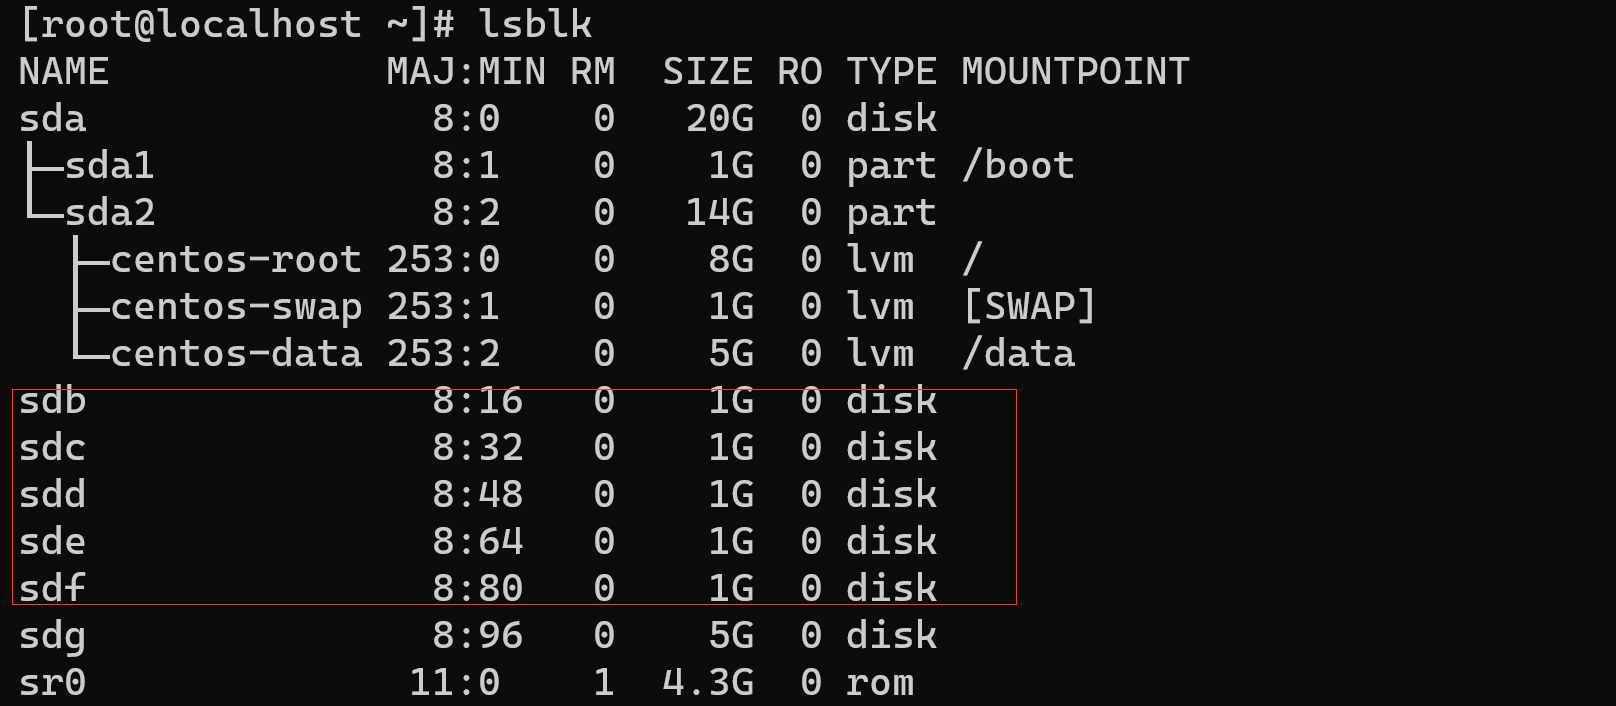 [root@localhost ~]# lsblk
NAME            MAJ:MIN RM   SIZE RO TYPE MOUNTPOINT
sda               8:0    0    20G  0 disk
├─sda1            8:1    0     1G  0 part /boot
└─sda2            8:2    0    14G  0 part
  ├─centos-root 253:0    0     8G  0 lvm  /
  ├─centos-swap 253:1    0     1G  0 lvm  [SWAP]
  └─centos-data 253:2    0     5G  0 lvm  /data
sdb               8:16   0     1G  0 disk
sdc               8:32   0     1G  0 disk
sdd               8:48   0     1G  0 disk
sde               8:64   0     1G  0 disk
sdf               8:80   0     1G  0 disk
sdg               8:96   0     5G  0 disk
sr0              11:0    1   4.3G  0 rom